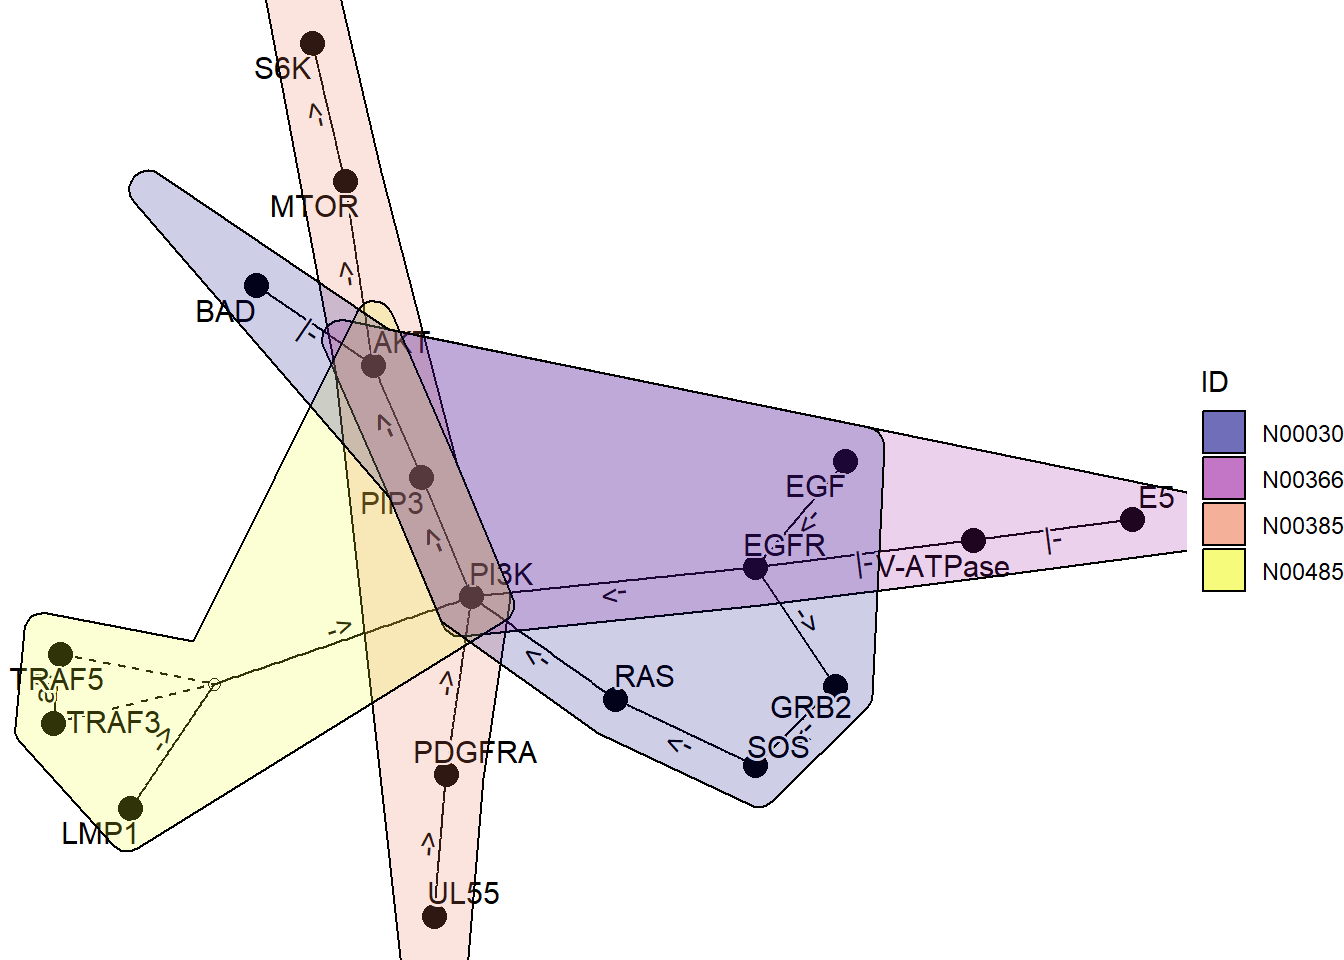 S6K
<-
MTOR
<-
BAD
|-
AKT
<-
PIP3
<-
PI3K
EGF
<-
EGFR
|-
V-ATPase
|-
E5
<-
->
->
RAS
<-
GRB2
SOS
<-
TRAF5
TRAF3
->
LMP1
->
PDGFRA
->
UL55
ID
N00030
N00366
N00385
N00485